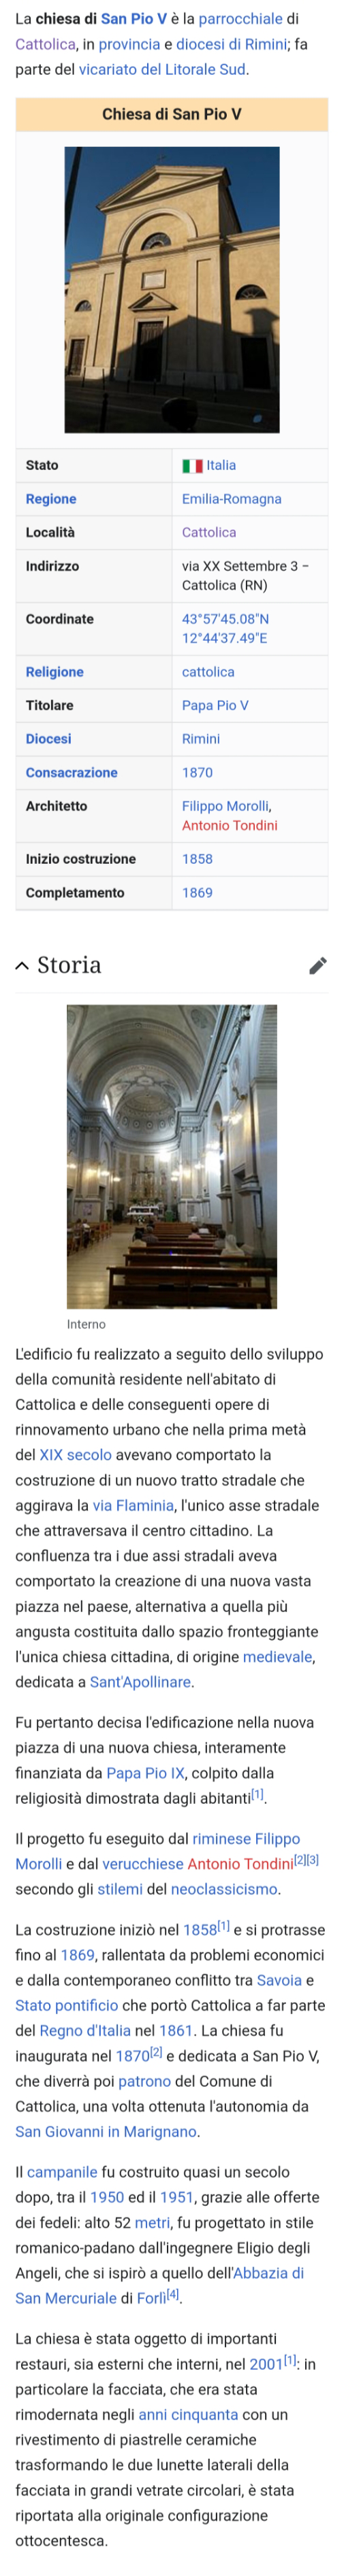 La chiesa di San Pio V è la parrocchiale di
Cattolica, in provincia e diocesi di Rimini; fa
parte del vicariato del Litorale Sud.
Chiesa di San Pio V
Stato Italia
Regione Emilia-Romagna
Località Cattolica
Indirizzo via XX Settembre 3 –
Cattolica (RN)
Coordinate 43°57'45.08"N
12°44'37.49"E
Religione cattolica
Titolare Papa Pio V
Diocesi Rimini
Consacrazione 1870
Architetto Filippo Morolli,
Antonio Tondini
Inizio costruzione 1858
Completamento 1869
Storia
Interno
L'edificio fu realizzato a seguito dello sviluppo
della comunità residente nell'abitato di
Cattolica e delle conseguenti opere di
rinnovamento urbano che nella prima metà
del XIX secolo avevano comportato la
costruzione di un nuovo tratto stradale che
aggirava la via Flaminia, l'unico asse stradale
che attraversava il centro cittadino. La
confluenza tra i due assi stradali aveva
comportato la creazione di una nuova vasta
piazza nel paese, alternativa a quella più
angusta costituita dallo spazio fronteggiante
l'unica chiesa cittadina, di origine medievale,
dedicata a Sant'Apollinare.
Fu pertanto decisa l'edificazione nella nuova
piazza di una nuova chiesa, interamente
finanziata da Papa Pio IX, colpito dalla
religiosità dimostrata dagli abitanti[1].
Il progetto fu eseguito dal riminese Filippo
Morolli e dal verucchiese Antonio Tondini[2][3]
secondo gli stilemi del neoclassicismo.
La costruzione iniziò nel 1858[1] e si protrasse
fino al 1869, rallentata da problemi economici
e dalla contemporaneo conflitto tra Savoia e
Stato pontificio che portò Cattolica a far parte
del Regno d'Italia nel 1861. La chiesa fu
inaugurata nel 1870[2] e dedicata a San Pio V,
che diverrà poi patrono del Comune di
Cattolica, una volta ottenuta l'autonomia da
San Giovanni in Marignano.
Il campanile fu costruito quasi un secolo
dopo, tra il 1950 ed il 1951, grazie alle offerte
dei fedeli: alto 52 metri, fu progettato in stile
romanico-padano dall'ingegnere Eligio degli
Angeli, che si ispirò a quello dell'Abbazia di
San Mercuriale di Forlì[4].
La chiesa è stata oggetto di importanti
restauri, sia esterni che interni, nel 2001[1]: in
particolare la facciata, che era stata
rimodernata negli anni cinquanta con un
rivestimento di piastrelle ceramiche
trasformando le due lunette laterali della
facciata in grandi vetrate circolari, è stata
riportata alla originale configurazione
ottocentesca.